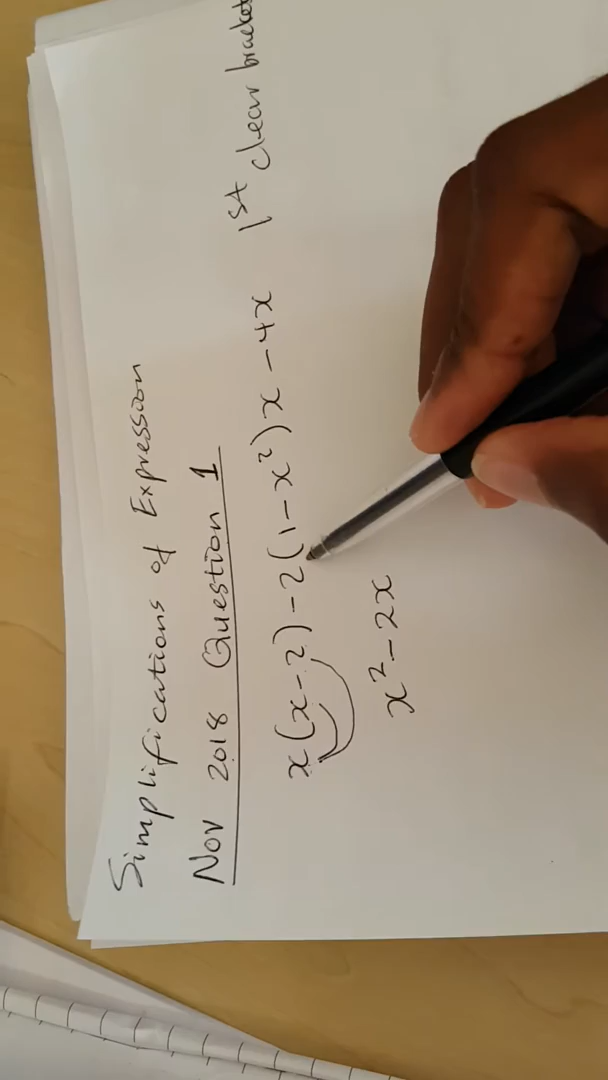 Simplifications of Expression
Nov 2018 Question 1
x(x-2)-2(1-x²)x-4x 1st clear bracket
x²-2x